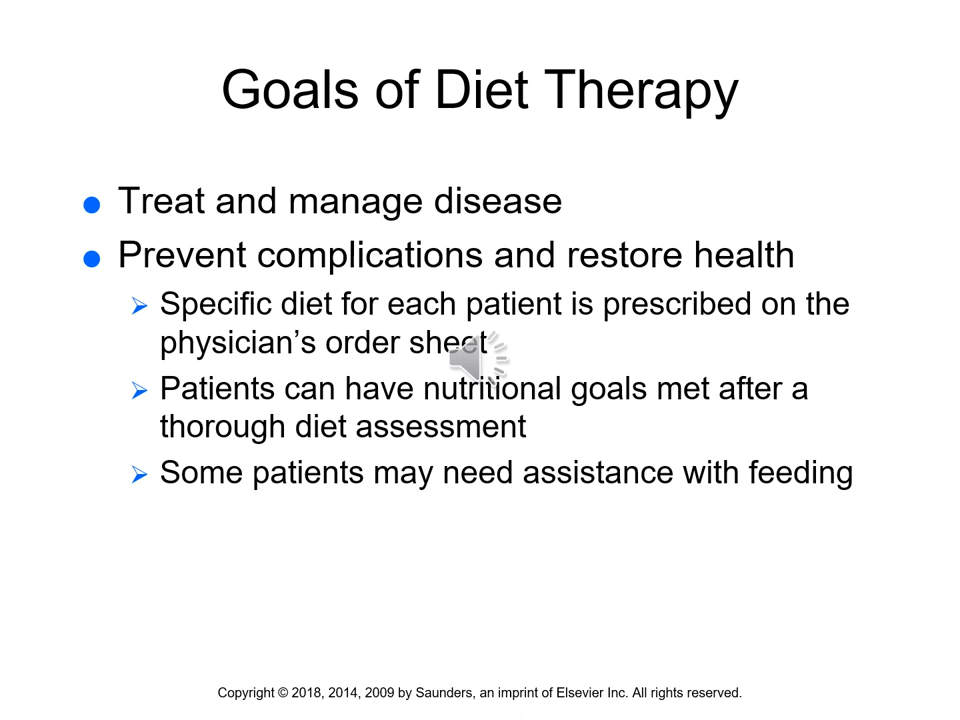 Goals of Diet Therapy
Treat and manage disease
Prevent complications and restore health
Specific diet for each patient is prescribed on the
physician’s order sheet
Patients can have nutritional goals met after a
thorough diet assessment
Some patients may need assistance with feeding
Copyright © 2018, 2014, 2009 by Saunders, an imprint of Elsevier Inc. All rights reserved.